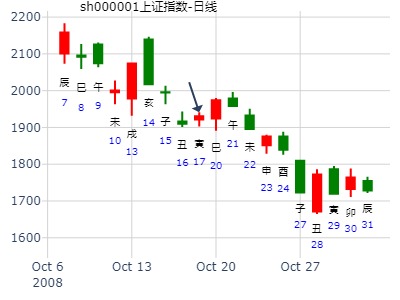 sh000001上证指数-日线
2200
2100
2000
1900
1800
1700
1600
辰 7
巳 8
午 9
未 10
戌 13
亥 14
子 15
丑 16
寅 17
巳 20
午 21
未 22
申 23
酉 24
子 27
丑 28
寅 29
卯 30
辰 31
Oct 6 Oct 13 Oct 20 Oct 27
2008